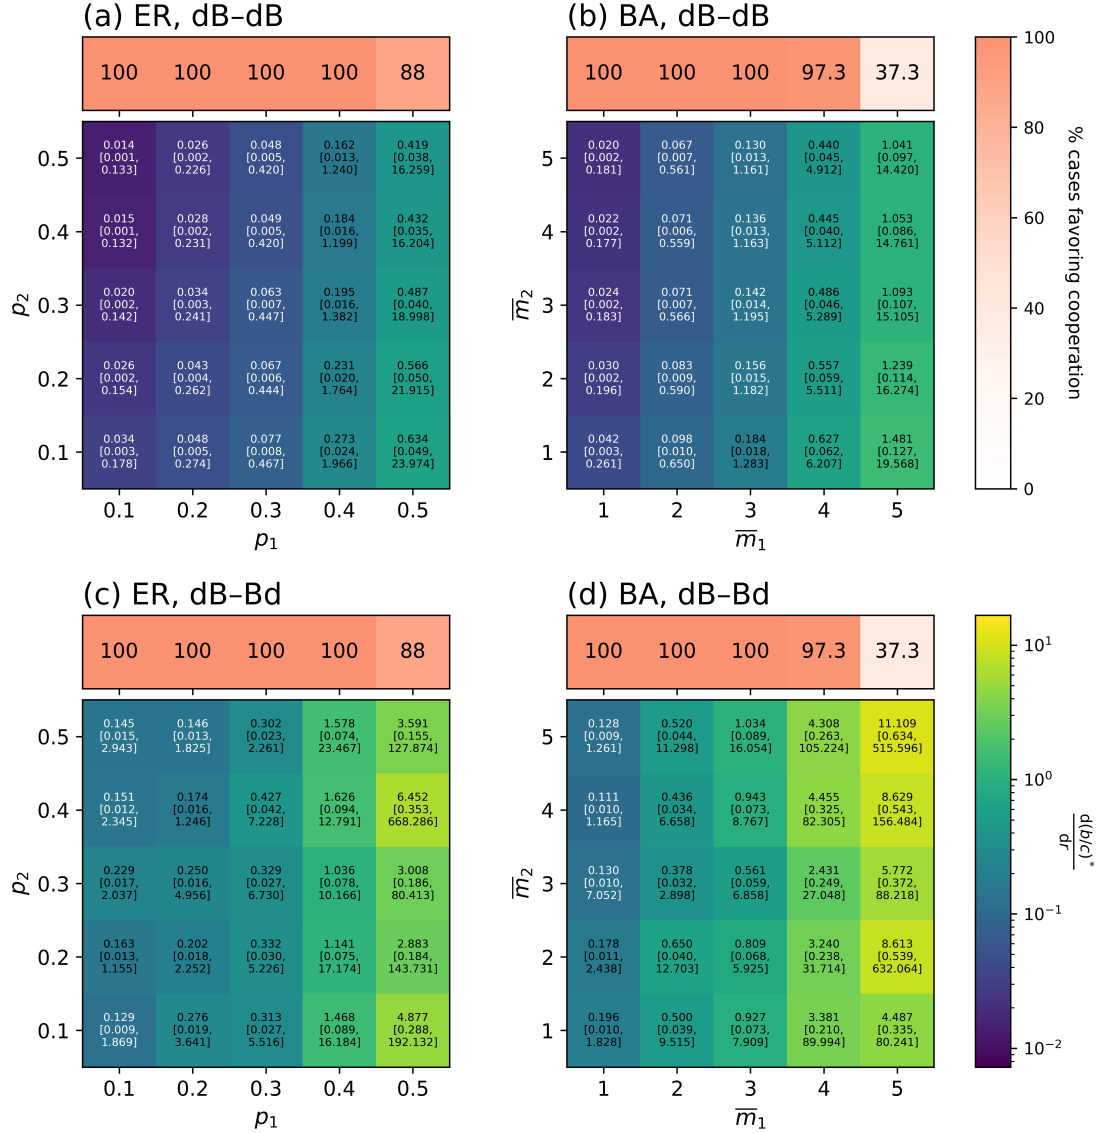 (a) ER, dB–dB
100 100 100 100 88
0.5
0.014 [0.001, 0.133]
0.026 [0.002, 0.226]
0.048 [0.005, 0.420]
0.162 [0.013, 1.240]
0.419 [0.038, 16.259]
0.4
0.015 [0.001, 0.132]
0.028 [0.002, 0.231]
0.049 [0.005, 0.420]
0.184 [0.016, 1.199]
0.432 [0.035, 16.204]
0.3
0.020 [0.002, 0.142]
0.034 [0.003, 0.241]
0.063 [0.007, 0.447]
0.195 [0.016, 1.382]
0.487 [0.040, 18.998]
0.2
0.026 [0.002, 0.154]
0.043 [0.004, 0.262]
0.067 [0.006, 0.444]
0.231 [0.020, 1.764]
0.566 [0.050, 21.915]
0.1
0.034 [0.003, 0.178]
0.048 [0.005, 0.274]
0.077 [0.008, 0.467]
0.273 [0.024, 1.966]
0.634 [0.049, 23.974]
p₂
0.1 0.2 0.3 0.4 0.5
p₁
(b) BA, dB–dB
100 100 100 97.3 37.3
5
0.020 [0.002, 0.181]
0.067 [0.007, 0.561]
0.130 [0.013, 1.161]
0.440 [0.045, 4.912]
1.041 [0.097, 14.420]
4
0.022 [0.002, 0.177]
0.071 [0.006, 0.559]
0.136 [0.013, 1.163]
0.445 [0.040, 5.112]
1.053 [0.086, 14.761]
3
0.024 [0.002, 0.183]
0.071 [0.007, 0.566]
0.142 [0.014, 1.195]
0.486 [0.046, 5.289]
1.093 [0.107, 15.105]
2
0.030 [0.002, 0.196]
0.083 [0.009, 0.590]
0.156 [0.015, 1.182]
0.557 [0.059, 5.511]
1.239 [0.114, 16.274]
1
0.042 [0.003, 0.261]
0.098 [0.010, 0.650]
0.184 [0.018, 1.283]
0.627 [0.062, 6.207]
1.481 [0.127, 19.568]
m̅₂
1 2 3 4 5
m̅₁
100
80
60
40
20
0
% cases favoring cooperation
(c) ER, dB–Bd
100 100 100 100 88
0.5
0.145 [0.015, 2.943]
0.146 [0.013, 1.825]
0.302 [0.023, 2.261]
1.578 [0.074, 23.467]
3.591 [0.155, 127.874]
0.4
0.151 [0.012, 2.345]
0.174 [0.016, 1.246]
0.427 [0.042, 7.228]
1.626 [0.094, 12.791]
6.452 [0.353, 668.286]
0.3
0.229 [0.017, 2.037]
0.250 [0.016, 4.956]
0.329 [0.027, 6.730]
1.036 [0.078, 10.166]
3.008 [0.186, 80.413]
0.2
0.163 [0.013, 1.155]
0.202 [0.018, 2.252]
0.332 [0.030, 5.226]
1.141 [0.075, 17.174]
2.883 [0.184, 143.731]
0.1
0.129 [0.009, 1.869]
0.276 [0.019, 3.641]
0.313 [0.027, 5.516]
1.468 [0.089, 16.184]
4.877 [0.288, 192.132]
p₂
0.1 0.2 0.3 0.4 0.5
p₁
(d) BA, dB–Bd
100 100 100 97.3 37.3
5
0.128 [0.009, 1.261]
0.520 [0.044, 11.298]
1.034 [0.089, 16.054]
4.308 [0.263, 105.224]
11.109 [0.634, 515.596]
4
0.111 [0.010, 1.165]
0.436 [0.034, 6.658]
0.943 [0.073, 8.767]
4.455 [0.325, 82.305]
8.629 [0.543, 156.484]
3
0.130 [0.010, 7.052]
0.378 [0.032, 2.898]
0.561 [0.059, 6.858]
2.431 [0.249, 27.048]
5.772 [0.372, 88.218]
2
0.178 [0.011, 2.438]
0.650 [0.040, 12.703]
0.809 [0.068, 5.925]
3.240 [0.238, 31.714]
8.613 [0.539, 632.064]
1
0.196 [0.010, 1.828]
0.500 [0.039, 9.515]
0.927 [0.073, 7.909]
3.381 [0.210, 89.994]
4.487 [0.335, 80.241]
m̅₂
1 2 3 4 5
m̅₁
10¹
10⁰
10⁻¹
10⁻²
d(b/c)*
dr